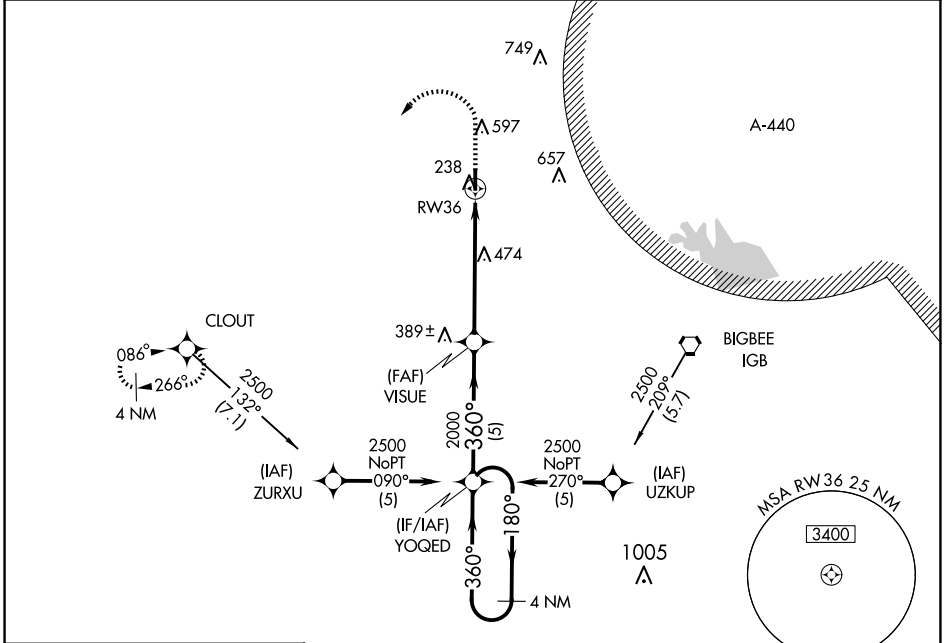 749
A-440
597
657
238
RW36
474
CLOUT
389±
BIGBEE
IGB
086°
266°
4 NM
2500
132°
(7.1)
(FAF)
VISUE
2500
209°
(5.7)
2000
360°
(5)
(IAF)
ZURXU
2500
NoPT
090°
(5)
2500
NoPT
270°
(5)
(IAF)
UZKUP
(IF/IAF)
YOQED
180°
360°
4 NM
1005
MSA RW36 25 NM
3400